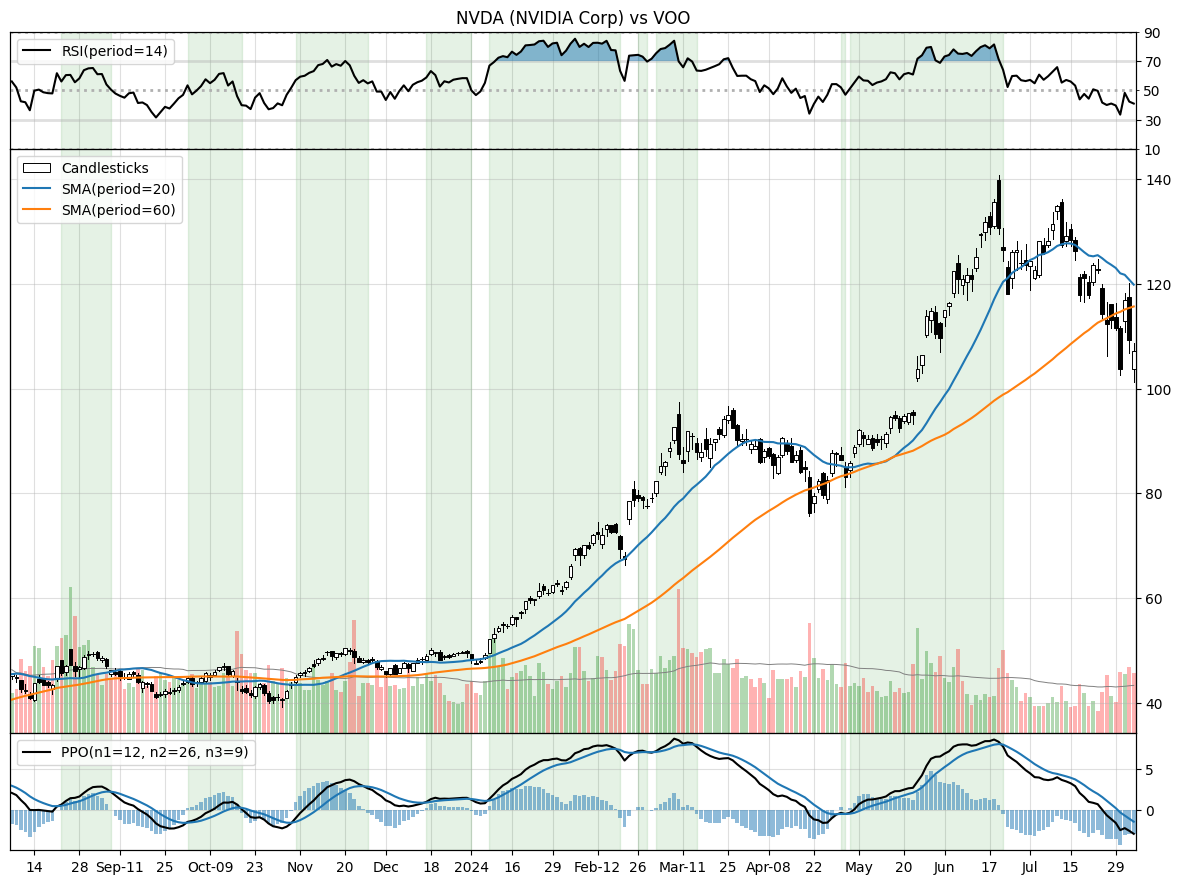 NVDA (NVIDIA Corp) vs VOO
RSI(period=14)
90
70
50
30
10
Candlesticks
SMA(period=20)
SMA(period=60)
140
120
100
80
60
40
PPO(n1=12, n2=26, n3=9)
5
0
14 28 Sep-11 25 Oct-09 23 Nov 20 Dec 18 2024 16 29 Feb-12 26 Mar-11 25 Apr-08 22 May 20 Jun 17 Jul 15 29